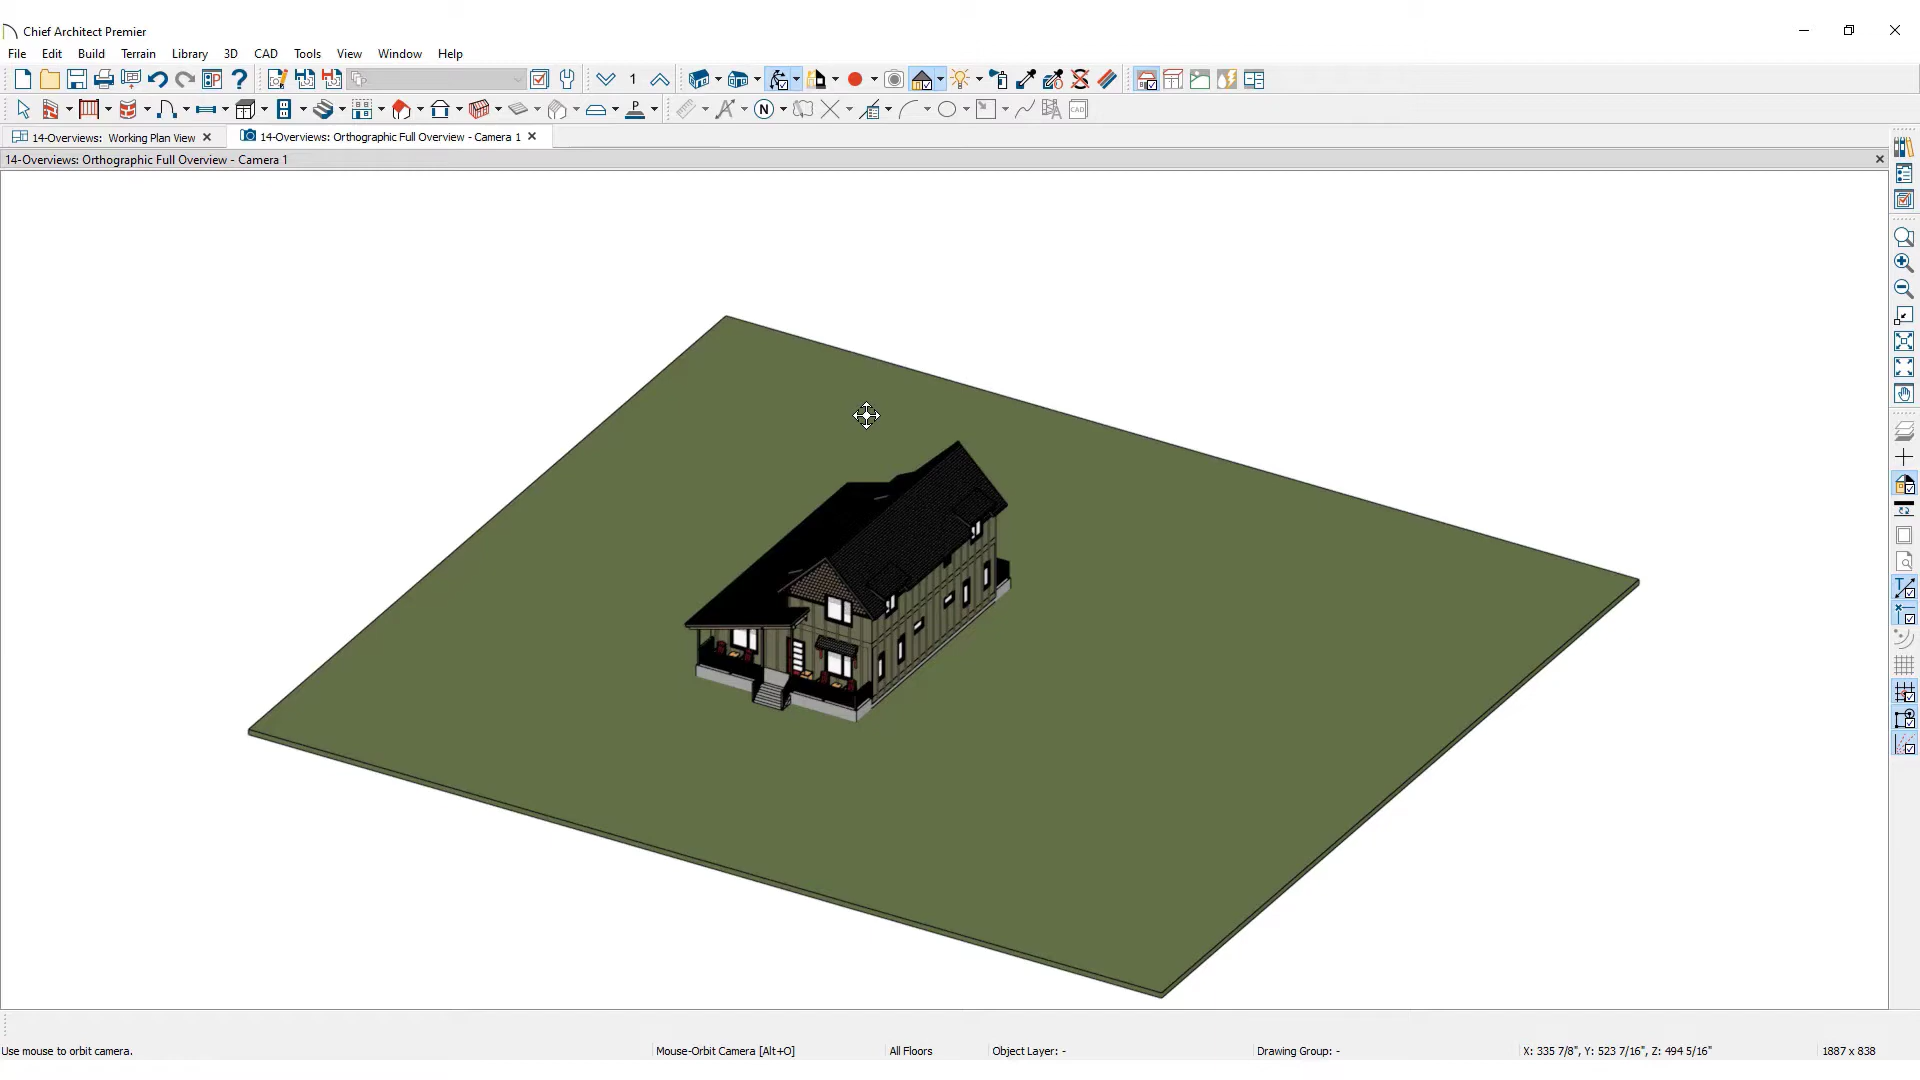 Chief Architect Premier
File Edit Build Terrain Library 3D CAD Tools View Window Help
1
P
N
CAD
14-Overviews: Working Plan View
14-Overviews: Orthographic Full Overview - Camera 1
14-Overviews: Orthographic Full Overview - Camera 1
Use mouse to orbit camera. Mouse-Orbit Camera [Alt+O] All Floors Object Layer: - Drawing Group: - X: 335 7/8", Y: 523 7/16", Z: 494 5/16" 1887 x 838